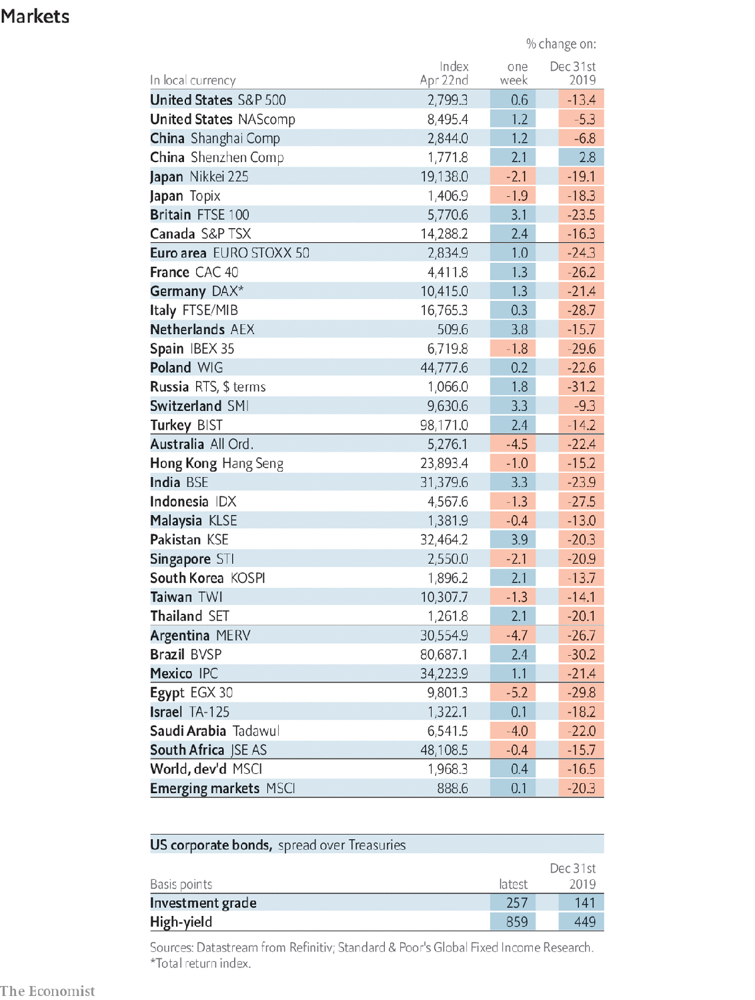 Markets
% change on:
Index one Dec 31st
In local currency Apr 22nd week 2019
United States S&P 500 2,799.3 0.6 -13.4
United States NAScomp 8,495.4 1.2 -5.3
China Shanghai Comp 2,844.0 1.2 -6.8
China Shenzhen Comp 1,771.8 2.1 2.8
Japan Nikkei 225 19,138.0 -2.1 -19.1
Japan Topix 1,406.9 -1.9 -18.3
Britain FTSE 100 5,770.6 3.1 -23.5
Canada S&P TSX 14,288.2 2.4 -16.3
Euro area EURO STOXX 50 2,834.9 1.0 -24.3
France CAC 40 4,411.8 1.3 -26.2
Germany DAX* 10,415.0 1.3 -21.4
Italy FTSE/MIB 16,765.3 0.3 -28.7
Netherlands AEX 509.6 3.8 -15.7
Spain IBEX 35 6,719.8 -1.8 -29.6
Poland WIG 44,777.6 0.2 -22.6
Russia RTS, $ terms 1,066.0 1.8 -31.2
Switzerland SMI 9,630.6 3.3 -9.3
Turkey BIST 98,171.0 2.4 -14.2
Australia All Ord. 5,276.1 -4.5 -22.4
Hong Kong Hang Seng 23,893.4 -1.0 -15.2
India BSE 31,379.6 3.3 -23.9
Indonesia IDX 4,567.6 -1.3 -27.5
Malaysia KLSE 1,381.9 -0.4 -13.0
Pakistan KSE 32,464.2 3.9 -20.3
Singapore STI 2,550.0 -2.1 -20.9
South Korea KOSPI 1,896.2 2.1 -13.7
Taiwan TWI 10,307.7 -1.3 -14.1
Thailand SET 1,261.8 2.1 -20.1
Argentina MERV 30,554.9 -4.7 -26.7
Brazil BVSP 80,687.1 2.4 -30.2
Mexico IPC 34,223.9 1.1 -21.4
Egypt EGX 30 9,801.3 -5.2 -29.8
Israel TA-125 1,322.1 0.1 -18.2
Saudi Arabia Tadawul 6,541.5 -4.0 -22.0
South Africa JSE AS 48,108.5 -0.4 -15.7
World, dev'd MSCI 1,968.3 0.4 -16.5
Emerging markets MSCI 888.6 0.1 -20.3
US corporate bonds, spread over Treasuries
Dec 31st
Basis points latest 2019
Investment grade 257 141
High-yield 859 449
Sources: Datastream from Refinitiv; Standard & Poor's Global Fixed Income Research.
*Total return index.
The Economist